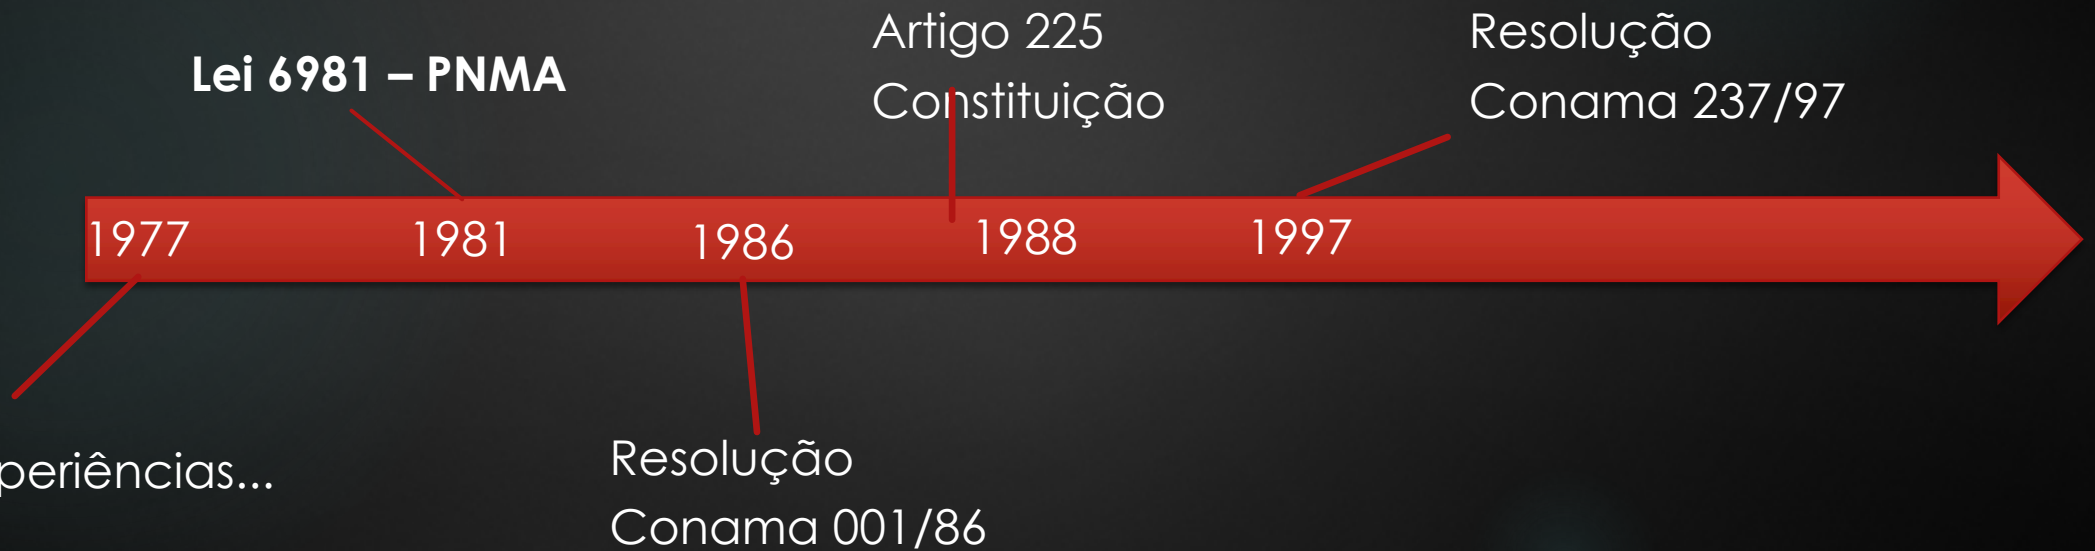 Lei 6981 – PNMA
Artigo 225
Constituição
Resolução
Conama 237/97
1977
1981
1986
1988
1997
periências...
Resolução
Conama 001/86